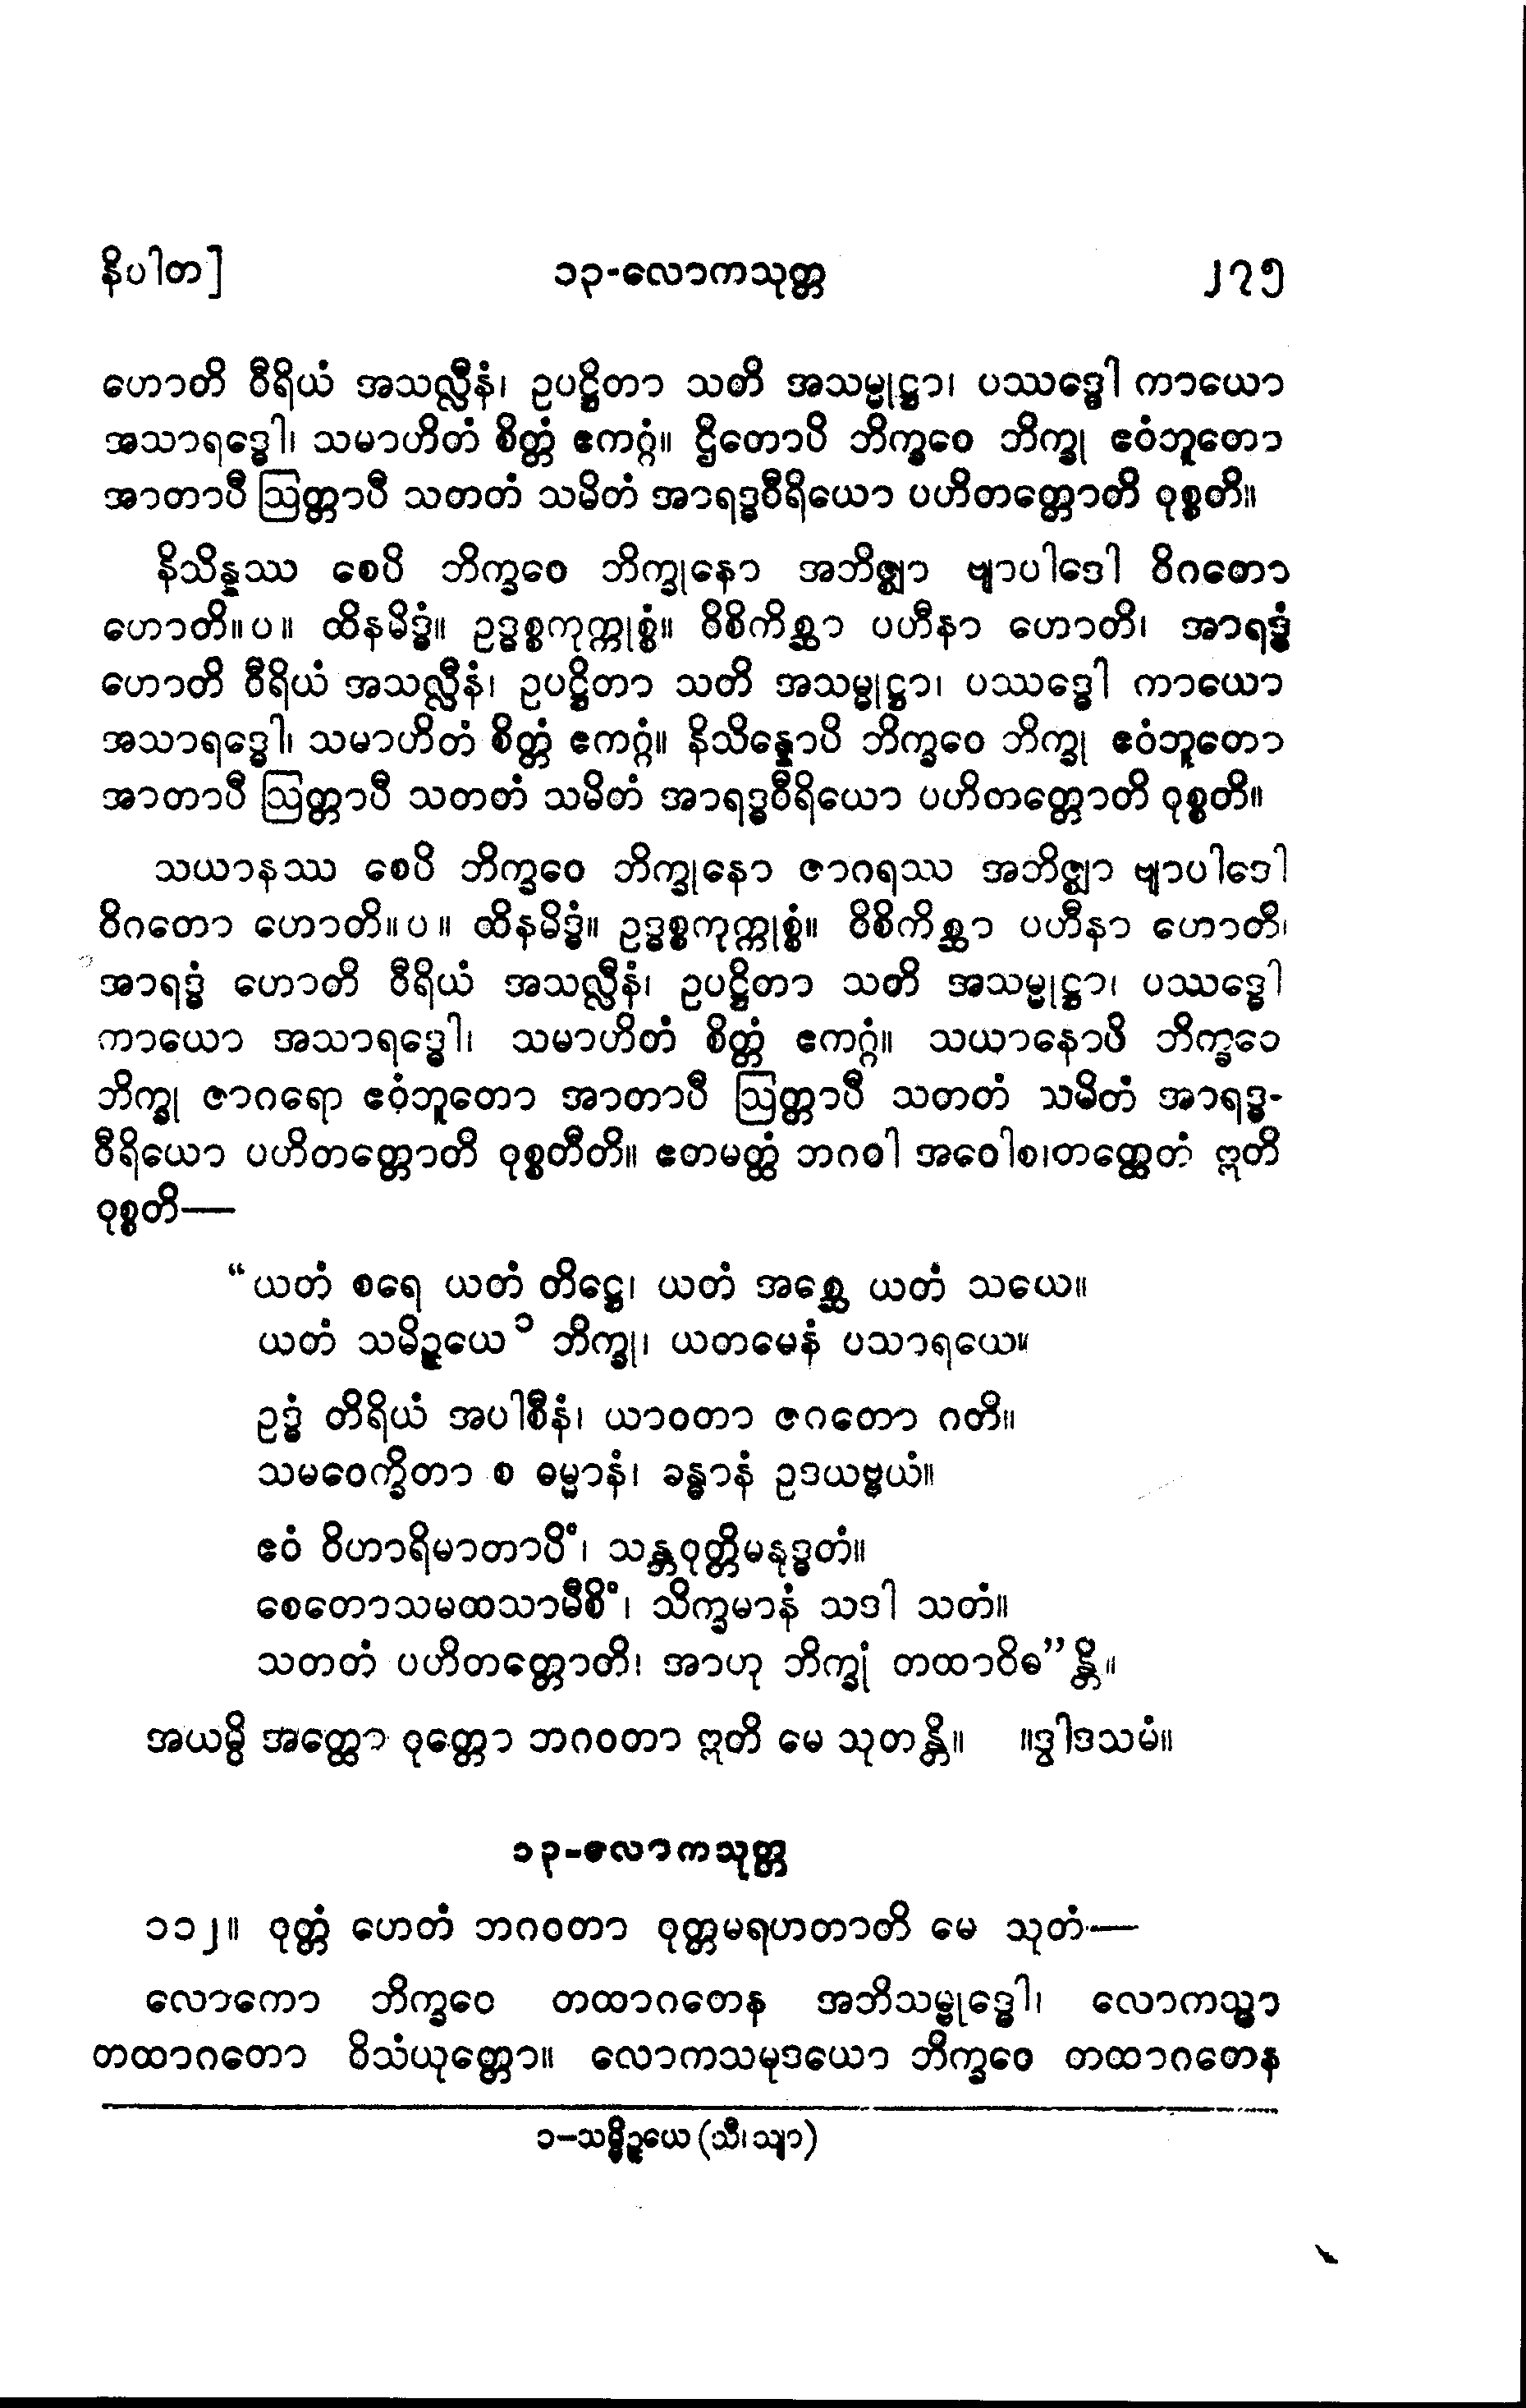 နိပါတ]
၁၃-လောကသုတ္တ
၂၇၅
ဟောတိ ဝီရိယံ အသလ္လီနံ၊ ဥပဋ္ဌိတာ သတိ အသမ္မုဋ္ဌာ၊ ပဿဒ္ဓေါ ကာယော
အသာရဒ္ဓေါ၊ သမာဟိတံ စိတ္တံ ဧကဂ္ဂံ။ ဌိတောပိ ဘိက္ခဝေ ဘိက္ခု ဧဝံဘူတော
အာတာပီ ဩတ္တာပီ သတတံ သမိတံ အာရဒ္ဓဝီရိယော ပဟိတတ္တောတိ ဝုစ္စတိ။
နိသိန္နဿ စေပိ ဘိက္ခဝေ ဘိက္ခုနော အဘိဇ္ဈာ ဗျာပါဒေါ ဝိဂတော
ဟောတိ။ပ။ ထိနမိဒ္ဓံ။ ဥဒ္ဓစ္စကုက္ကုစ္စံ။ ဝိစိကိစ္ဆာ ပဟီနာ ဟောတိ၊ အာရဒ္ဓံ
ဟောတိ ဝီရိယံ အသလ္လီနံ၊ ဥပဋ္ဌိတာ သတိ အသမ္မုဋ္ဌာ၊ ပဿဒ္ဓေါ ကာယော
အသာရဒ္ဓေါ၊ သမာဟိတံ စိတ္တံ ဧကဂ္ဂံ။ နိသိန္နောပိ ဘိက္ခဝေ ဘိက္ခု ဧဝံဘူတော
အာတာပီ ဩတ္တာပီ သတတံ သမိတံ အာရဒ္ဓဝီရိယော ပဟိတတ္တောတိ ဝုစ္စတိ။
သယာနဿ စေပိ ဘိက္ခဝေ ဘိက္ခုနော ဇာဂရဿ အဘိဇ္ဈာ ဗျာပါဒေါ
ဝိဂတော ဟောတိ။ပ။ ထိနမိဒ္ဓံ။ ဥဒ္ဓစ္စကုက္ကုစ္စံ။ ဝိစိကိစ္ဆာ ပဟီနာ ဟောတိ၊
အာရဒ္ဓံ ဟောတိ ဝီရိယံ အသလ္လီနံ၊ ဥပဋ္ဌိတာ သတိ အသမ္မုဋ္ဌာ၊ ပဿဒ္ဓေါ
ကာယော အသာရဒ္ဓေါ၊ သမာဟိတံ စိတ္တံ ဧကဂ္ဂံ။ သယာနောပိ ဘိက္ခဝေ
ဘိက္ခု ဇာဂရော ဧဝံဘူတော အာတာပီ ဩတ္တာပီ သတတံ သမိတံ အာရဒ္ဓ-
ဝီရိယော ပဟိတတ္တောတိ ဝုစ္စတီတိ။ ဧတမတ္ထံ ဘဂဝါ အဝေါစ၊တတ္ထေတံ ဣတိ
ဝုစ္စတိ—
“ယတံ စရေ ယတံ တိဋ္ဌေ၊ ယတံ အစ္ဆေ ယတံ သယေ။
ယတံ သမိဉ္ဇယေ ၁ ဘိက္ခု၊ ယတမေနံ ပသာရယေ။
ဥဒ္ဓံ တိရိယံ အပါစီနံ၊ ယာဝတာ ဇဂတော ဂတိ။
သမဝေက္ခိတာ စ ဓမ္မာနံ၊ ခန္ဓာနံ ဥဒယဗ္ဗယံ။
ဧဝံ ဝိဟာရိမာတာပိံ၊ သန္တဝုတ္တိမနုဒ္ဓတံ။
စေတောသမထသာမီစိံ၊ သိက္ခမာနံ သဒါ သတံ။
သတတံ ပဟိတတ္တောတိ၊ အာဟု ဘိက္ခုံ တထာဝိဓ”န္တိ။
အယမ္ပိ အတ္ထော ဝုတ္တော ဘဂဝတာ ဣတိ မေ သုတန္တိ။ ။ဒွါဒသမံ။
၁၃-လောကသုတ္တ
၁၁၂။ ဝုတ္တံ ဟေတံ ဘဂဝတာ ဝုတ္တမရဟတာတိ မေ သုတံ—
လောကော ဘိက္ခဝေ တထာဂတေန အဘိသမ္ဗုဒ္ဓေါ၊ လောကသ္မာ
တထာဂတော ဝိသံယုတ္တော။ လောကသမုဒယော ဘိက္ခဝေ တထာဂတေန
၁-သမ္မိဉ္ဇယေ (သီ၊ သျာ)